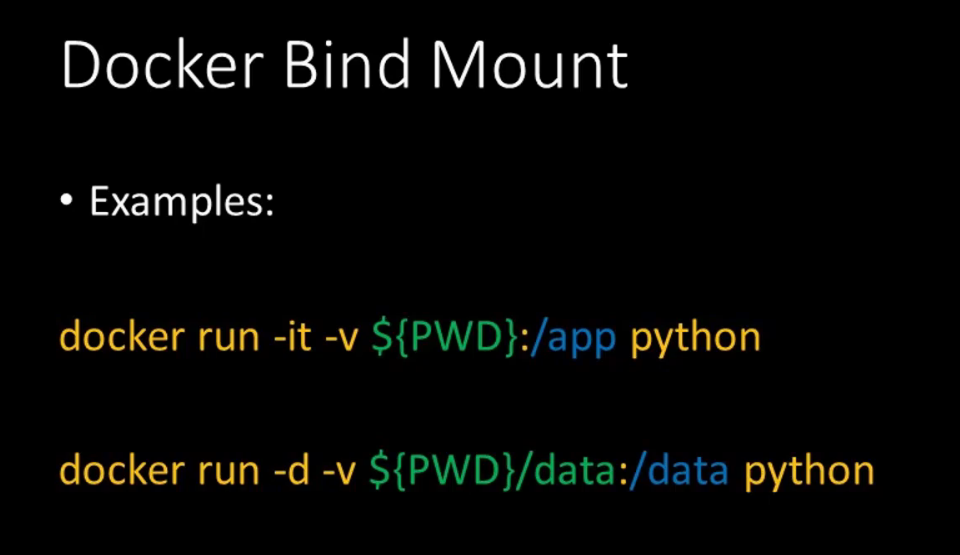 Docker Bind Mount
• Examples:
docker run -it -v ${PWD}:/app python
docker run -d -v ${PWD}/data:/data python